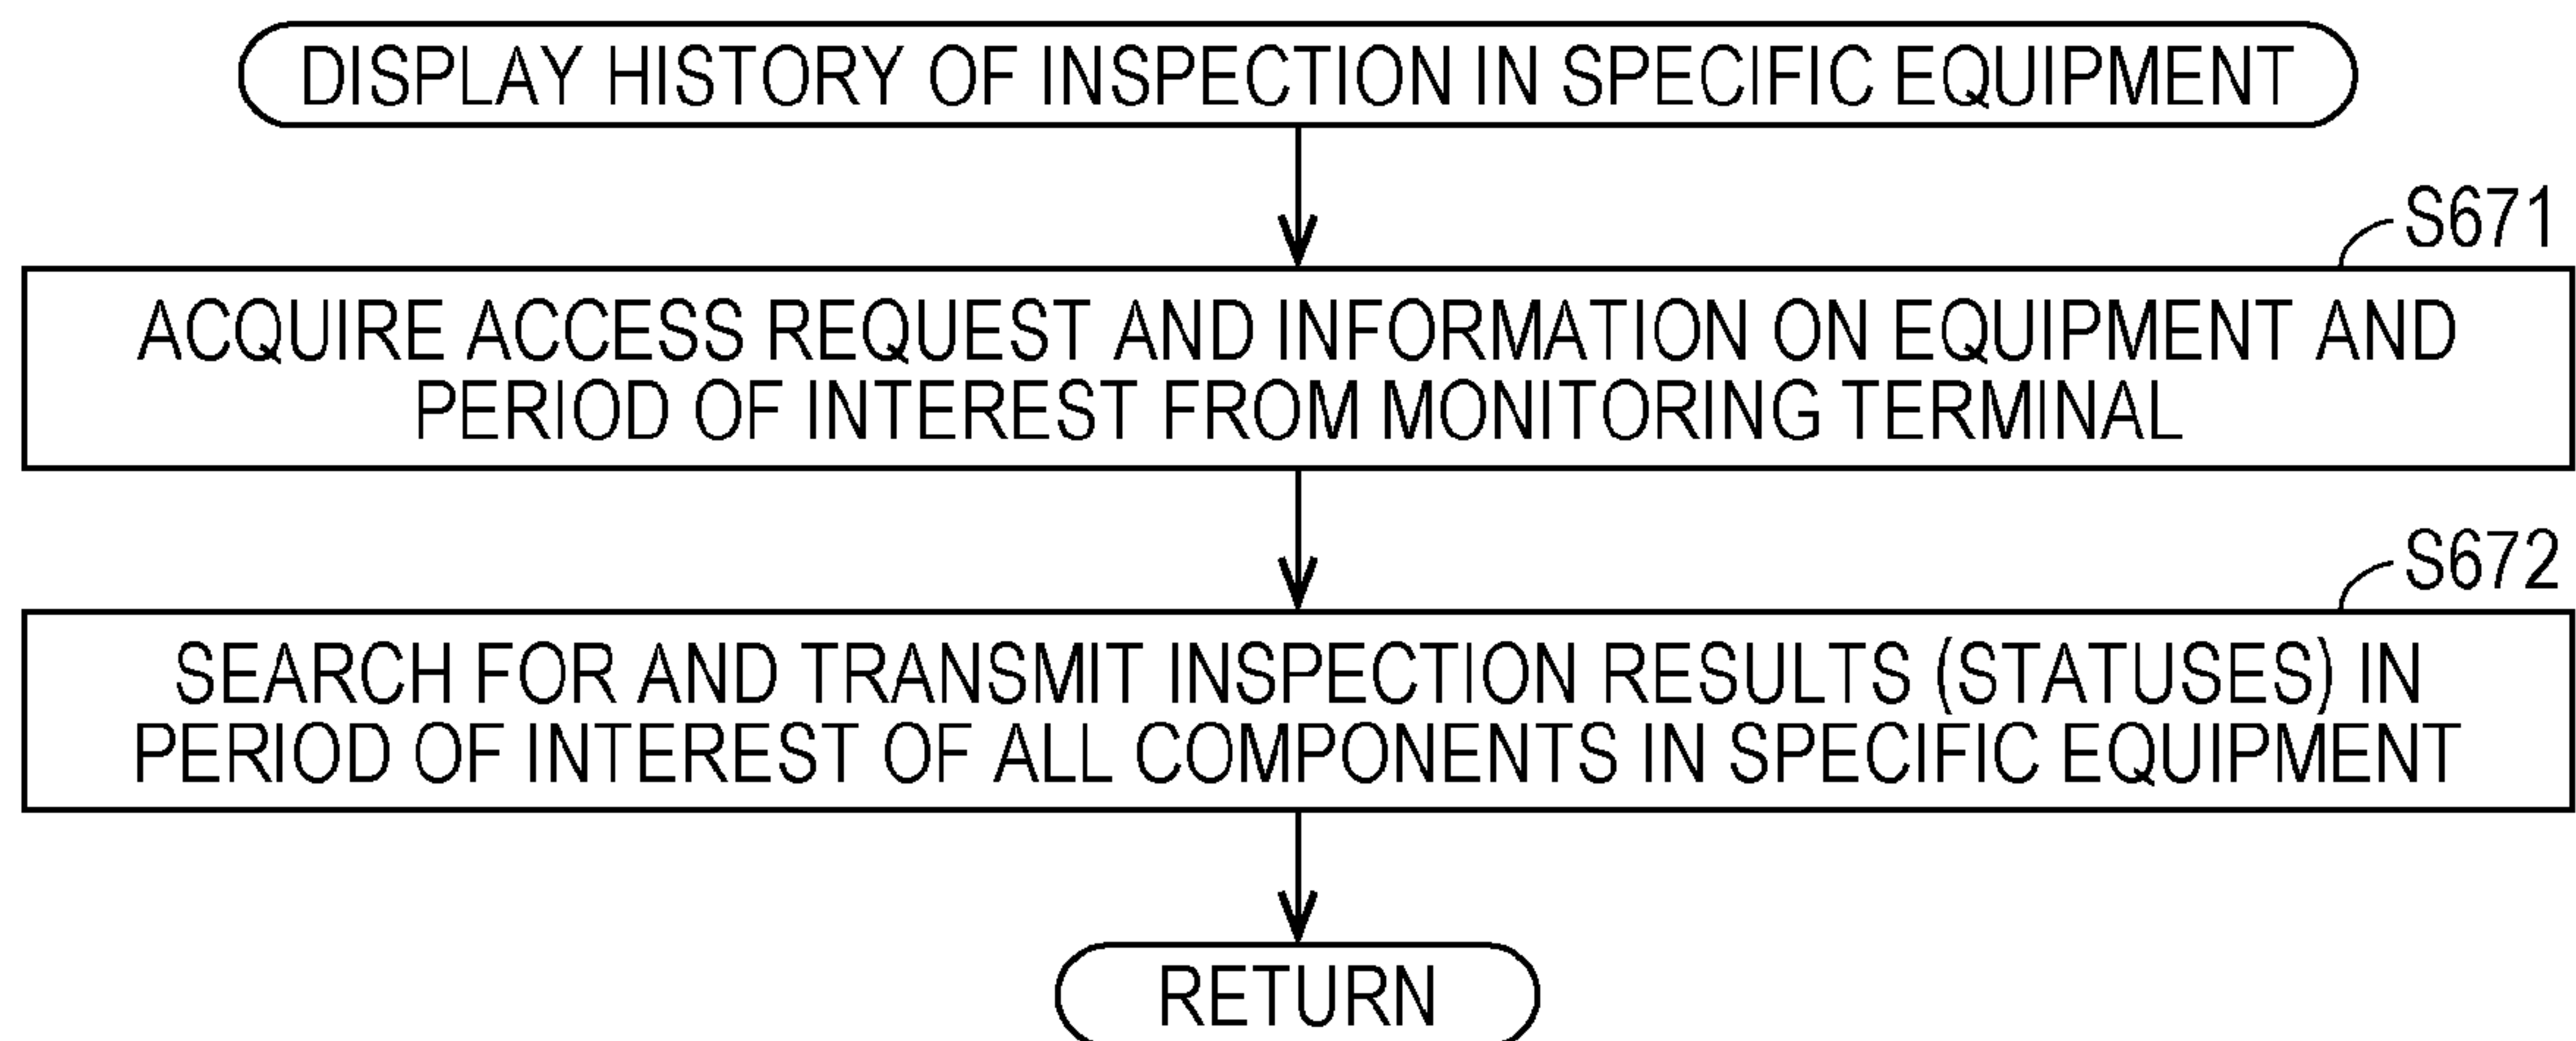 DISPLAY HISTORY OF INSPECTION IN SPECIFIC EQUIPMENT
S671
ACQUIRE ACCESS REQUEST AND INFORMATION ON EQUIPMENT AND
PERIOD OF INTEREST FROM MONITORING TERMINAL
S672
SEARCH FOR AND TRANSMIT INSPECTION RESULTS (STATUSES) IN
PERIOD OF INTEREST OF ALL COMPONENTS IN SPECIFIC EQUIPMENT
RETURN